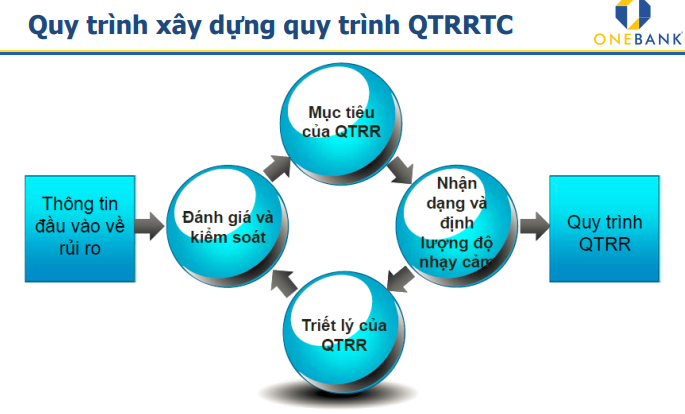 Quy trình xây dựng quy trình QTRRTC
ONEBANK
Mục tiêu
của QTRR
Thông tin
đầu vào về
rủi ro
Đánh giá và
kiểm soát
Nhận
dạng và
định
lượng độ
nhạy cảm
Quy trình
QTRR
Triết lý của
QTRR